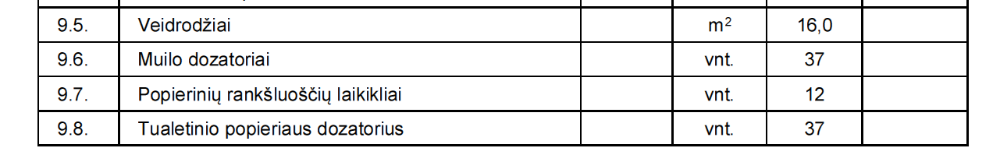 9.5. Veidrodžiai m² 16,0
9.6. Muilo dozatoriai vnt. 37
9.7. Popierinių rankšluoščių laikikliai vnt. 12
9.8. Tualetinio popieriaus dozatorius vnt. 37